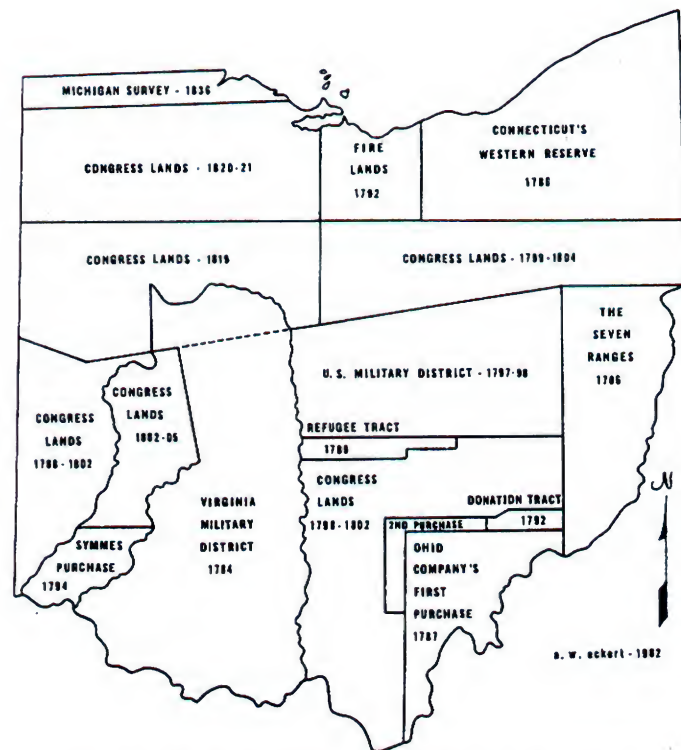 MICHIGAN SURVEY - 1836
CONGRESS LANDS - 1820-21
FIRE
LANDS
1792
CONNECTICUT'S
WESTERN RESERVE
1786
CONGRESS LANDS - 1819
CONGRESS LANDS - 1799-1804
THE
SEVEN
RANGES
1786
U.S. MILITARY DISTRICT - 1797-98
CONGRESS
LANDS
1802-05
CONGRESS
LANDS
1798-1802
REFUGEE TRACT
CONGRESS
LANDS
1798-1802
VIRGINIA
MILITARY
DISTRICT
1784
DONATION TRACT
1792
2ND PURCHASE
SYMMES
PURCHASE
1794
OHIO
COMPANY'S
FIRST
PURCHASE
1787
N
a. w. eckert - 1982